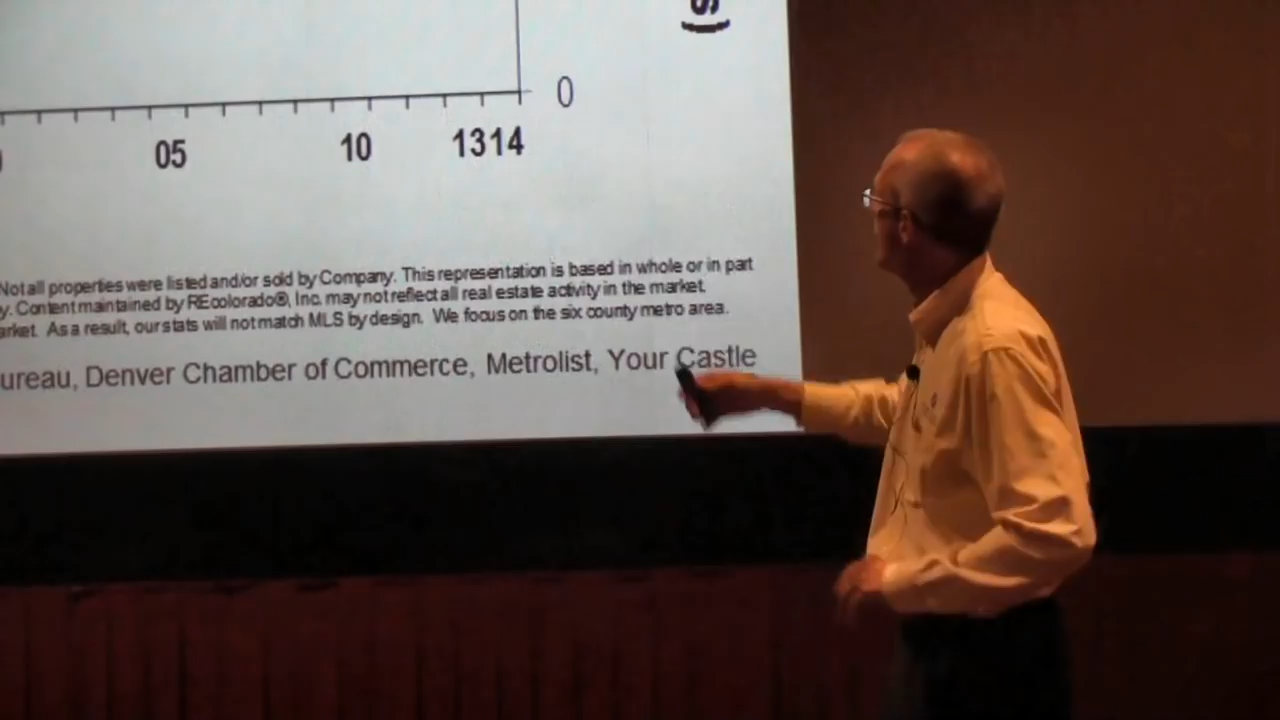 s)
0
05 10 1314
Not all properties were listed and/or sold by Company. This representation is based in whole or in part
y. Content maintained by REcolorado®, Inc. may not reflect all real estate activity in the market.
arket. As a result, our stats will not match MLS by design. We focus on the six county metro area.
ureau, Denver Chamber of Commerce, Metrolist, Your Castle